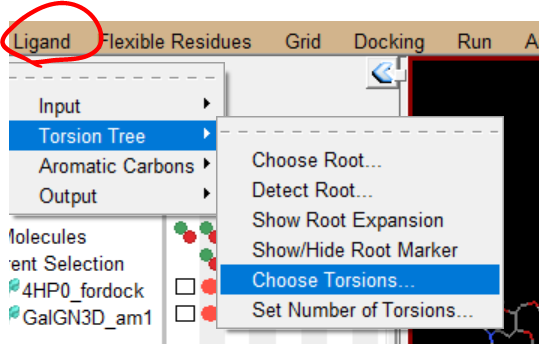 Ligand Flexible Residues Grid Docking Run A
Input
Torsion Tree
Aromatic Carbons
Output
Choose Root...
Detect Root...
Show Root Expansion
Show/Hide Root Marker
Choose Torsions...
Set Number of Torsions...
Molecules
rent Selection
4HP0_fordock
GalGN3D_am1